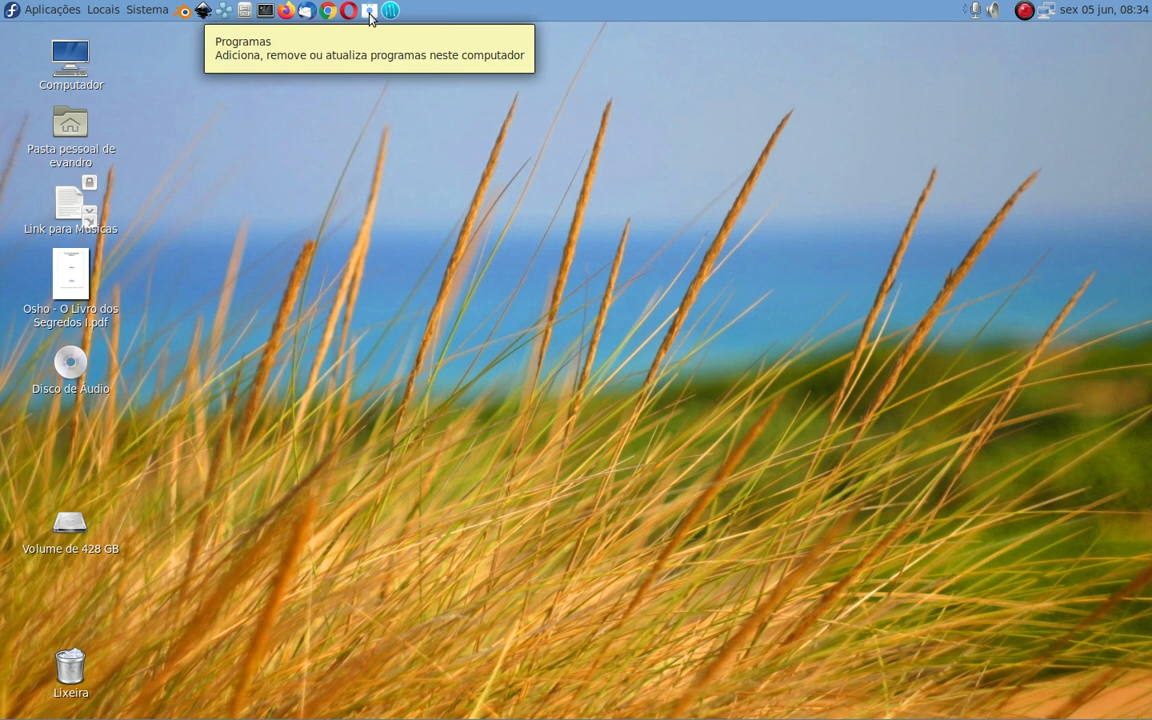 Aplicações Locais Sistema sex 05 jun, 08:34
Programas
Adiciona, remove ou atualiza programas neste computador
Computador
Pasta pessoal de
evandro
Link para Músicas
Osho - O Livro dos
Segredos I.pdf
Disco de Áudio
Volume de 428 GB
Lixeira